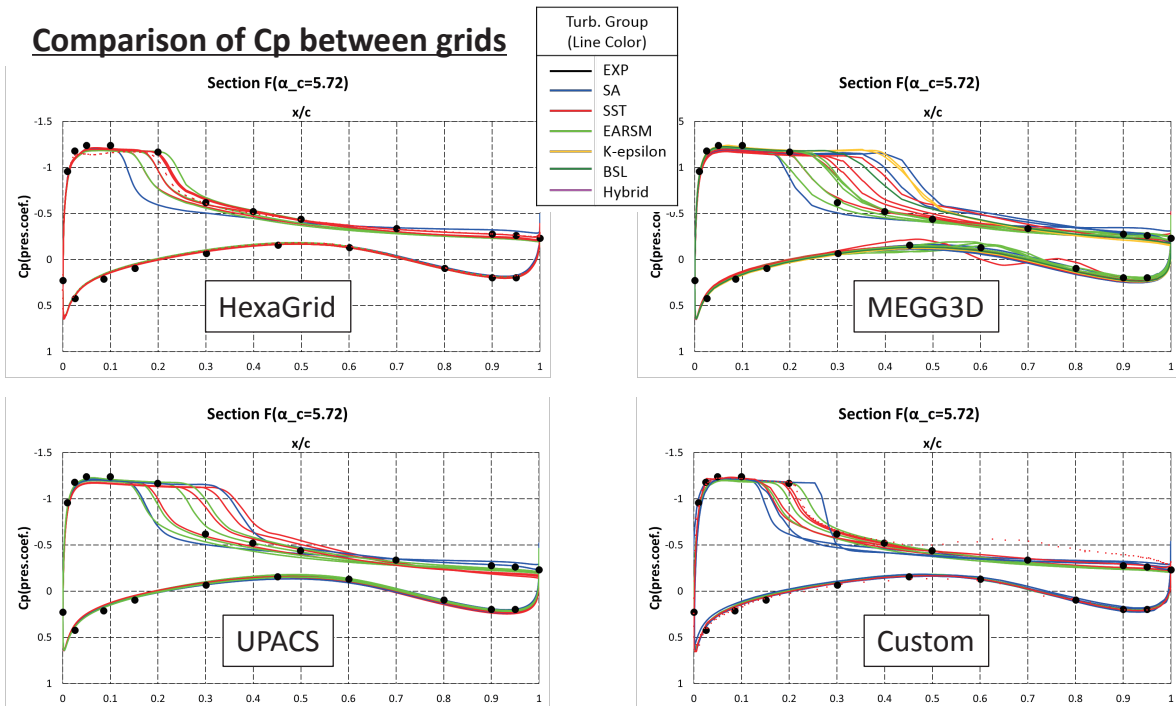 Comparison of Cp between grids
Turb. Group
(Line Color)
EXP
SA
SST
EARSM
K-epsilon
BSL
Hybrid
Section F(α_c=5.72)
x/c
Cp(pres.coef.)
-1.5
-1
-0.5
0
0.5
1
0 0.1 0.2 0.3 0.4 0.5 0.6 0.7 0.8 0.9 1
HexaGrid
Section F(α_c=5.72)
x/c
Cp(pres.coef.)
5
-1
-0.5
0
0.5
1
0 0.1 0.2 0.3 0.4 0.5 0.6 0.7 0.8 0.9 1
MEGG3D
Section F(α_c=5.72)
x/c
Cp(pres.coef.)
-1.5
-1
-0.5
0
0.5
1
0 0.1 0.2 0.3 0.4 0.5 0.6 0.7 0.8 0.9 1
UPACS
Section F(α_c=5.72)
x/c
Cp(pres.coef.)
-1.5
-1
-0.5
0
0.5
1
0 0.1 0.2 0.3 0.4 0.5 0.6 0.7 0.8 0.9 1
Custom